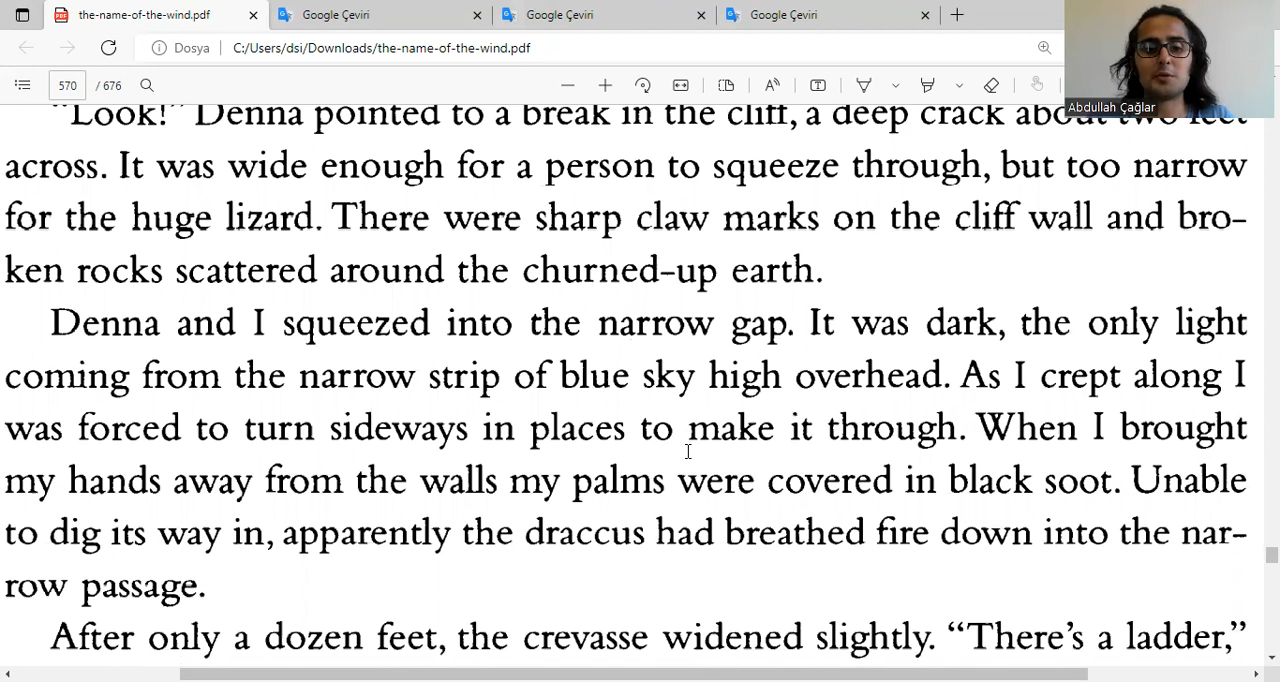 the-name-of-the-wind.pdf
Google Çeviri
Google Çeviri
Google Çeviri
Dosya
C:/Users/dsi/Downloads/the-name-of-the-wind.pdf
570 / 676
Abdullah Çağlar
“Look!” Denna pointed to a break in the cliff, a deep crack about two feet
across. It was wide enough for a person to squeeze through, but too narrow
for the huge lizard. There were sharp claw marks on the cliff wall and bro-
ken rocks scattered around the churned-up earth.
Denna and I squeezed into the narrow gap. It was dark, the only light
coming from the narrow strip of blue sky high overhead. As I crept along I
was forced to turn sideways in places to make it through. When I brought
my hands away from the walls my palms were covered in black soot. Unable
to dig its way in, apparently the draccus had breathed fire down into the nar-
row passage.
After only a dozen feet, the crevasse widened slightly. “There’s a ladder,”